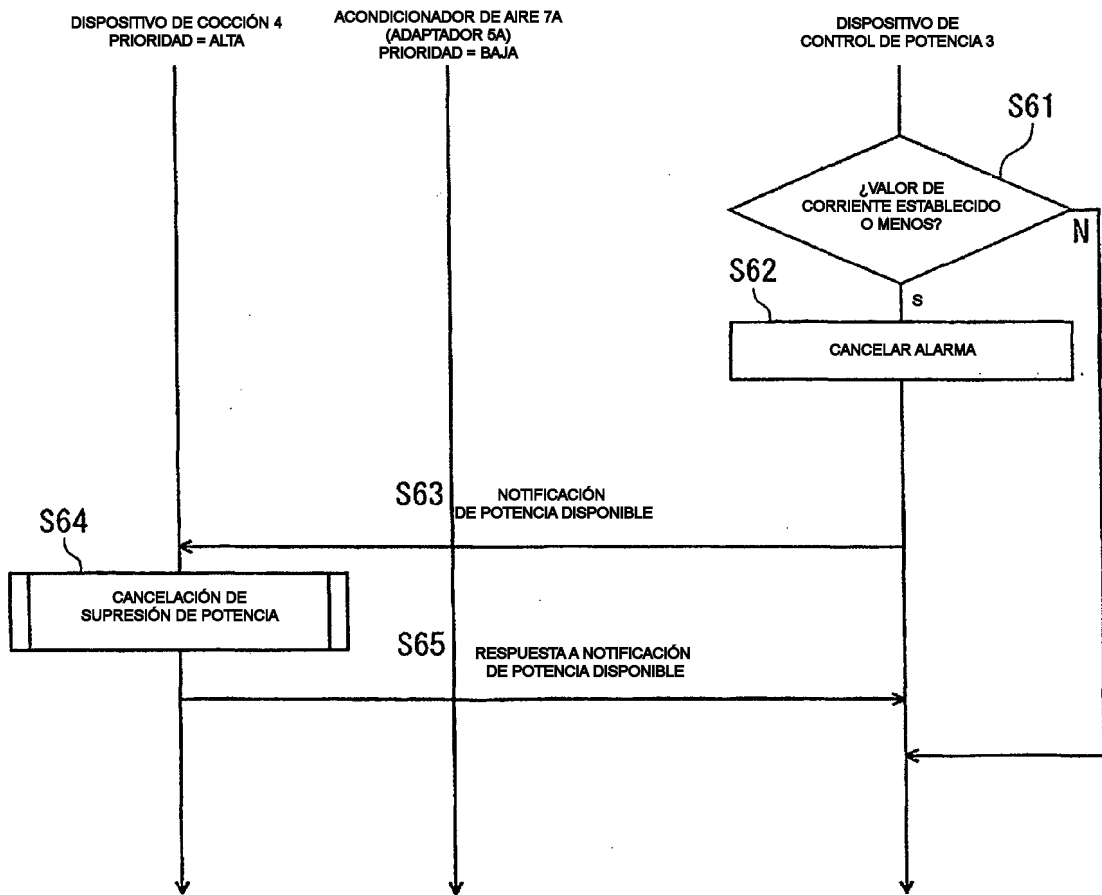 DISPOSITIVO DE COCCIÓN 4
PRIORIDAD = ALTA
ACONDICIONADOR DE AIRE 7A
(ADAPTADOR 5A)
PRIORIDAD = BAJA
DISPOSITIVO DE
CONTROL DE POTENCIA 3
S61
¿VALOR DE
CORRIENTE ESTABLECIDO
O MENOS?
N
S62
S
CANCELAR ALARMA
S63
NOTIFICACIÓN
DE POTENCIA DISPONIBLE
S64
CANCELACIÓN DE
SUPRESIÓN DE POTENCIA
S65
RESPUESTA A NOTIFICACIÓN
DE POTENCIA DISPONIBLE